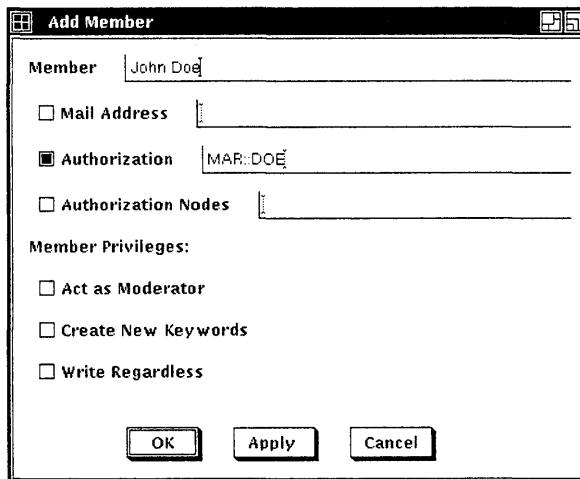 Add Member
Member John Doe
Mail Address
Authorization MAR::DOE
Authorization Nodes
Member Privileges:
Act as Moderator
Create New Keywords
Write Regardless
OK Apply Cancel